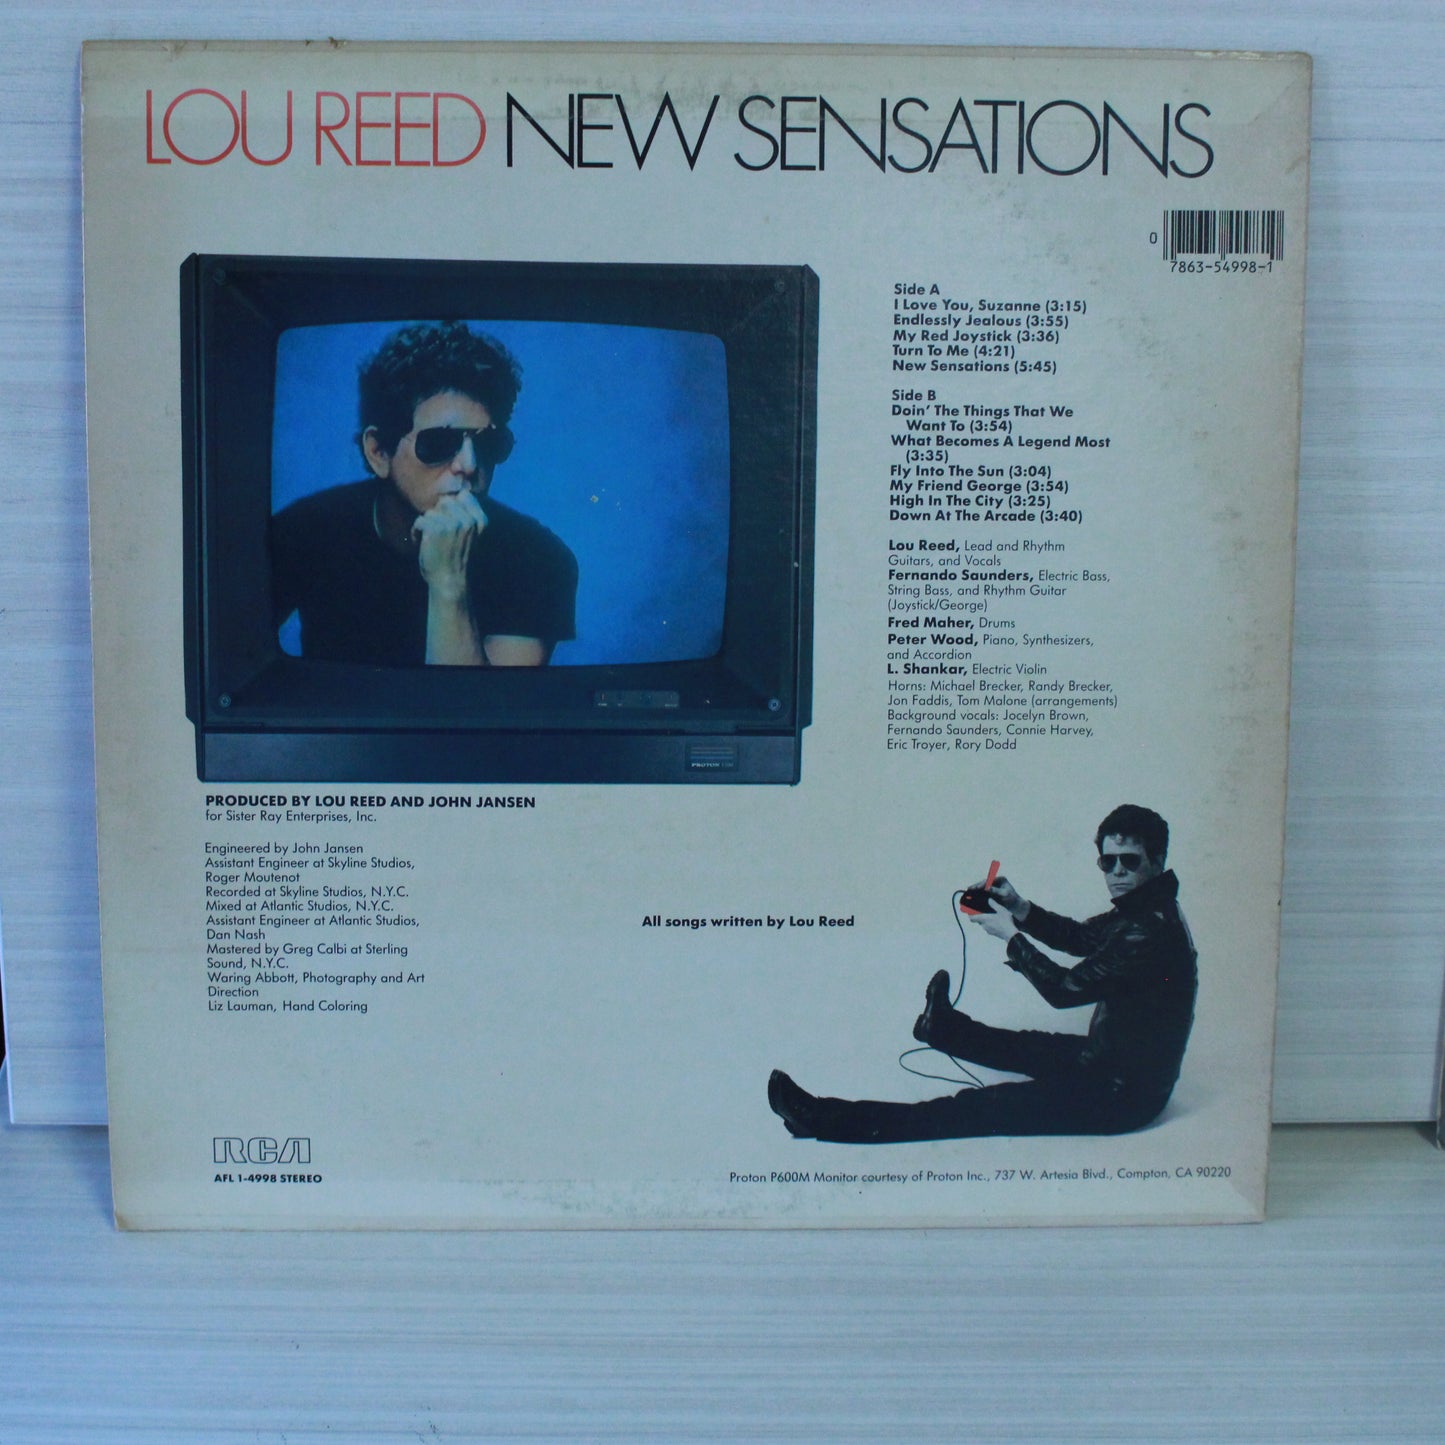 LOU REED NEW SENSATIONS
0
7863-54998-1
Side A
I Love You, Suzanne (3:15)
Endlessly Jealous (3:55)
My Red Joystick (3:36)
Turn To Me (4:21)
New Sensations (5:45)
Side B
Doin' The Things That We
Want To (3:54)
What Becomes A Legend Most
(3:35)
Fly Into The Sun (3:04)
My Friend George (3:54)
High In The City (3:25)
Down At The Arcade (3:40)
Lou Reed, Lead and Rhythm
Guitars, and Vocals
Fernando Saunders, Electric Bass,
String Bass, and Rhythm Guitar
(Joystick/George)
Fred Maher, Drums
Peter Wood, Piano, Synthesizers,
and Accordion
L. Shankar, Electric Violin
Horns: Michael Brecker, Randy Brecker,
Jon Faddis, Tom Malone (arrangements)
Background vocals: Jocelyn Brown,
Fernando Saunders, Connie Harvey,
Eric Troyer, Rory Dodd
PROTON
PRODUCED BY LOU REED AND JOHN JANSEN
for Sister Ray Enterprises, Inc.
Engineered by John Jansen
Assistant Engineer at Skyline Studios,
Roger Moutenot
Recorded at Skyline Studios, N.Y.C.
Mixed at Atlantic Studios, N.Y.C.
Assistant Engineer at Atlantic Studios,
Dan Nash
Mastered by Greg Calbi at Sterling
Sound, N.Y.C.
Waring Abbott, Photography and Art
Direction
Liz Lauman, Hand Coloring
All songs written by Lou Reed
RCA
AFL 1-4998 STEREO
Proton P600M Monitor courtesy of Proton Inc., 737 W. Artesia Blvd., Compton, CA 90220